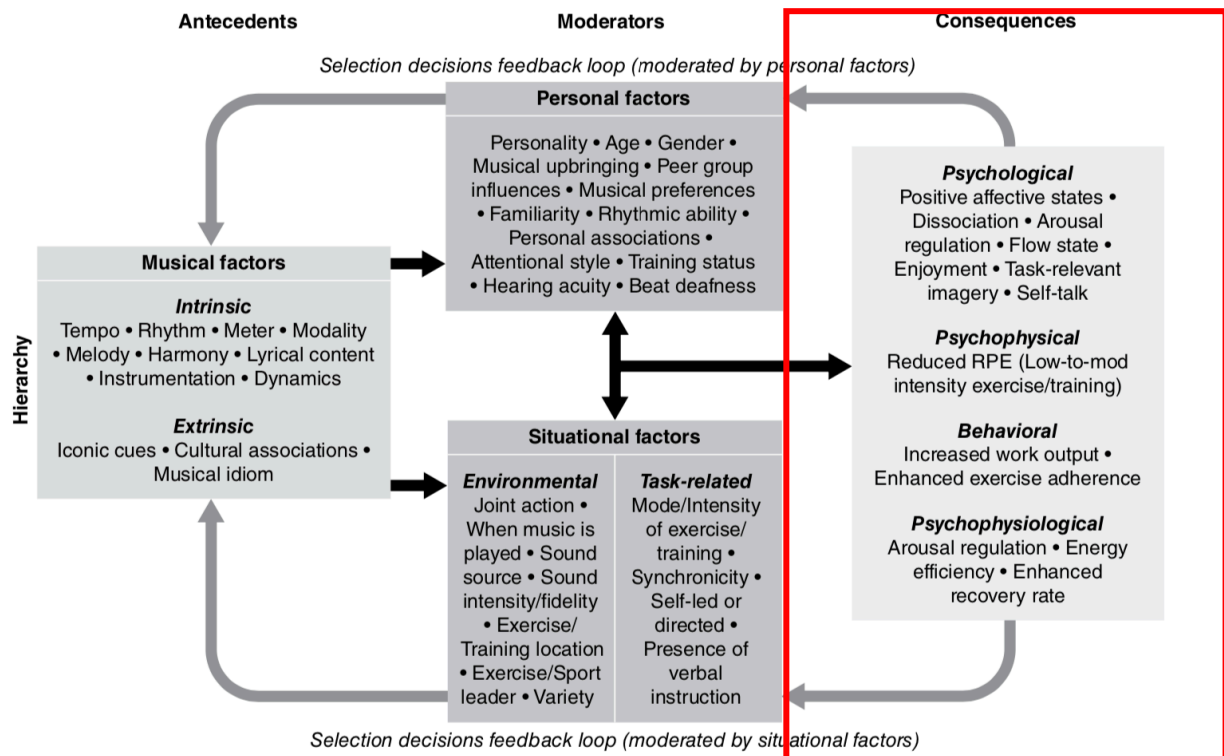 Antecedents
Moderators
Consequences
Selection decisions feedback loop (moderated by personal factors)
Hierarchy
Musical factors
Intrinsic
Tempo • Rhythm • Meter • Modality
• Melody • Harmony • Lyrical content
• Instrumentation • Dynamics
Extrinsic
Iconic cues • Cultural associations •
Musical idiom
Personal factors
Personality • Age • Gender •
Musical upbringing • Peer group
influences • Musical preferences
• Familiarity • Rhythmic ability •
Personal associations •
Attentional style • Training status
• Hearing acuity • Beat deafness
Situational factors
Environmental
Joint action •
When music is
played • Sound
source • Sound
intensity/fidelity
• Exercise/
Training location
• Exercise/Sport
leader • Variety
Task-related
Mode/Intensity
of exercise/
training •
Synchronicity •
Self-led or
directed •
Presence of
verbal
instruction
Psychological
Positive affective states •
Dissociation • Arousal
regulation • Flow state •
Enjoyment • Task-relevant
imagery • Self-talk
Psychophysical
Reduced RPE (Low-to-mod
intensity exercise/training)
Behavioral
Increased work output •
Enhanced exercise adherence
Psychophysiological
Arousal regulation • Energy
efficiency • Enhanced
recovery rate
Selection decisions feedback loop (moderated by situational factors)